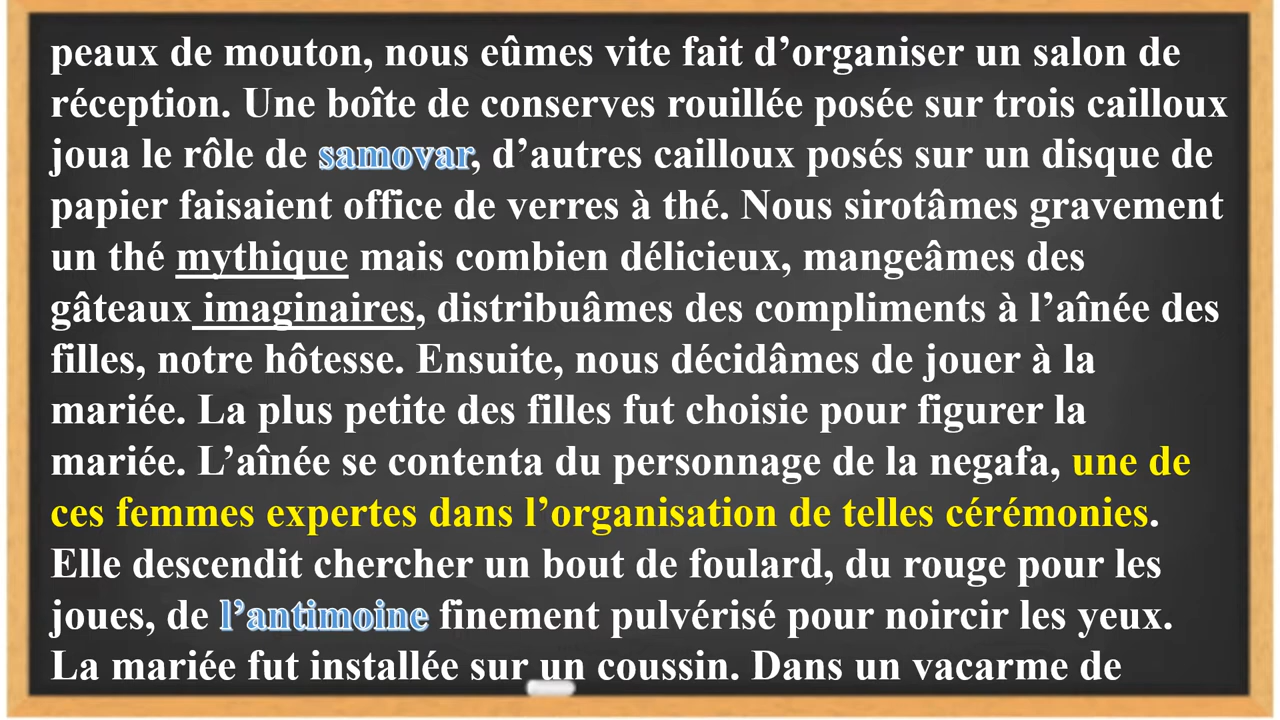 peaux de mouton, nous eûmes vite fait d’organiser un salon de
réception. Une boîte de conserves rouillée posée sur trois cailloux
joua le rôle de samovar, d’autres cailloux posés sur un disque de
papier faisaient office de verres à thé. Nous sirotâmes gravement
un thé mythique mais combien délicieux, mangeâmes des
gâteaux imaginaires, distribuâmes des compliments à l’aînée des
filles, notre hôtesse. Ensuite, nous décidâmes de jouer à la
mariée. La plus petite des filles fut choisie pour figurer la
mariée. L’aînée se contenta du personnage de la negafa, une de
ces femmes expertes dans l’organisation de telles cérémonies.
Elle descendit chercher un bout de foulard, du rouge pour les
joues, de l’antimoine finement pulvérisé pour noircir les yeux.
La mariée fut installée sur un coussin. Dans un vacarme de